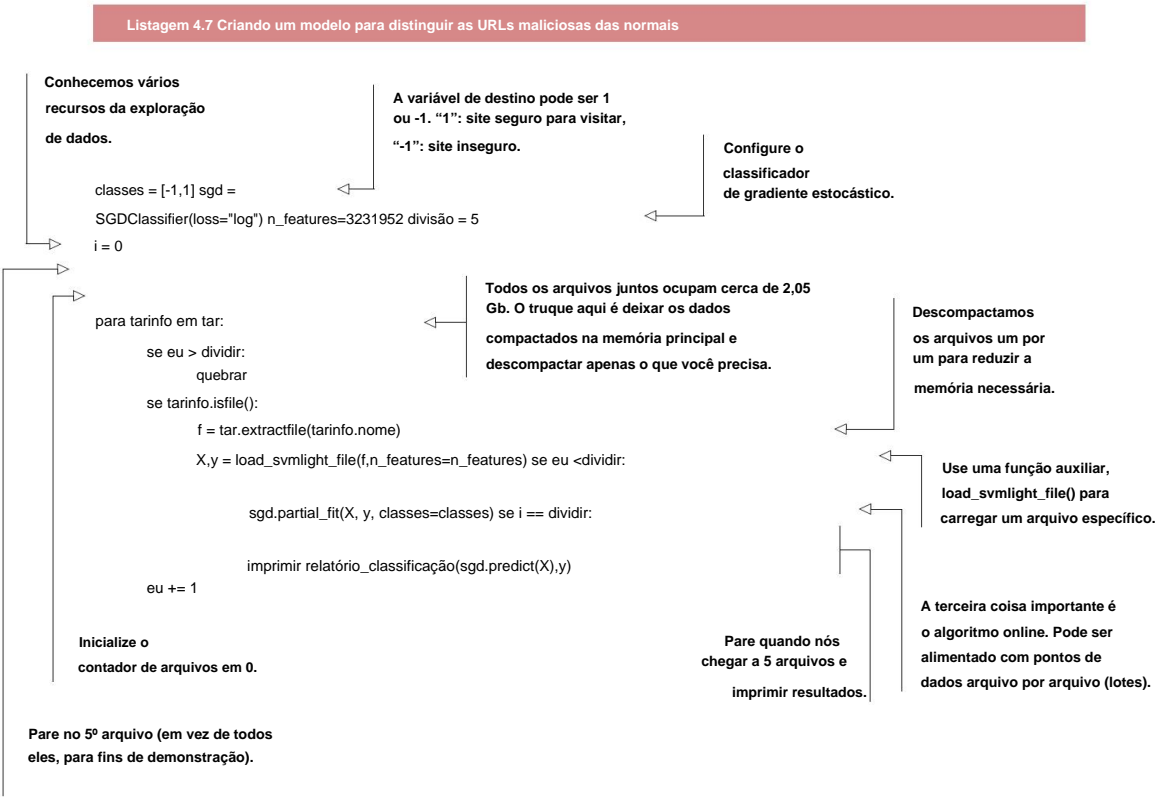 Listagem 4.7 Criando um modelo para distinguir as URLs maliciosas das normais
Conhecemos vários
recursos da exploração
de dados.
A variável de destino pode ser 1
ou -1. “1”: site seguro para visitar,
“-1”: site inseguro.
Configure o
classificador
de gradiente estocástico.
classes = [-1,1] sgd =
SGDClassifier(loss="log") n_features=3231952 divisão = 5
i = 0
Todos os arquivos juntos ocupam cerca de 2,05
Gb. O truque aqui é deixar os dados
compactados na memória principal e
descompactar apenas o que você precisa.
Descompactamos
os arquivos um por
um para reduzir a
memória necessária.
para tarinfo em tar:
se eu > dividir:
quebrar
se tarinfo.isfile():
f = tar.extractfile(tarinfo.nome)
X,y = load_svmlight_file(f,n_features=n_features) se eu <dividir:
Use uma função auxiliar,
load_svmlight_file() para
carregar um arquivo específico.
sgd.partial_fit(X, y, classes=classes) se i == dividir:
imprimir relatório_classificação(sgd.predict(X),y)
eu += 1
A terceira coisa importante é
o algoritmo online. Pode ser
alimentado com pontos de
dados arquivo por arquivo (lotes).
Inicialize o
contador de arquivos em 0.
Pare quando nós
chegar a 5 arquivos e
imprimir resultados.
Pare no 5º arquivo (em vez de todos
eles, para fins de demonstração).